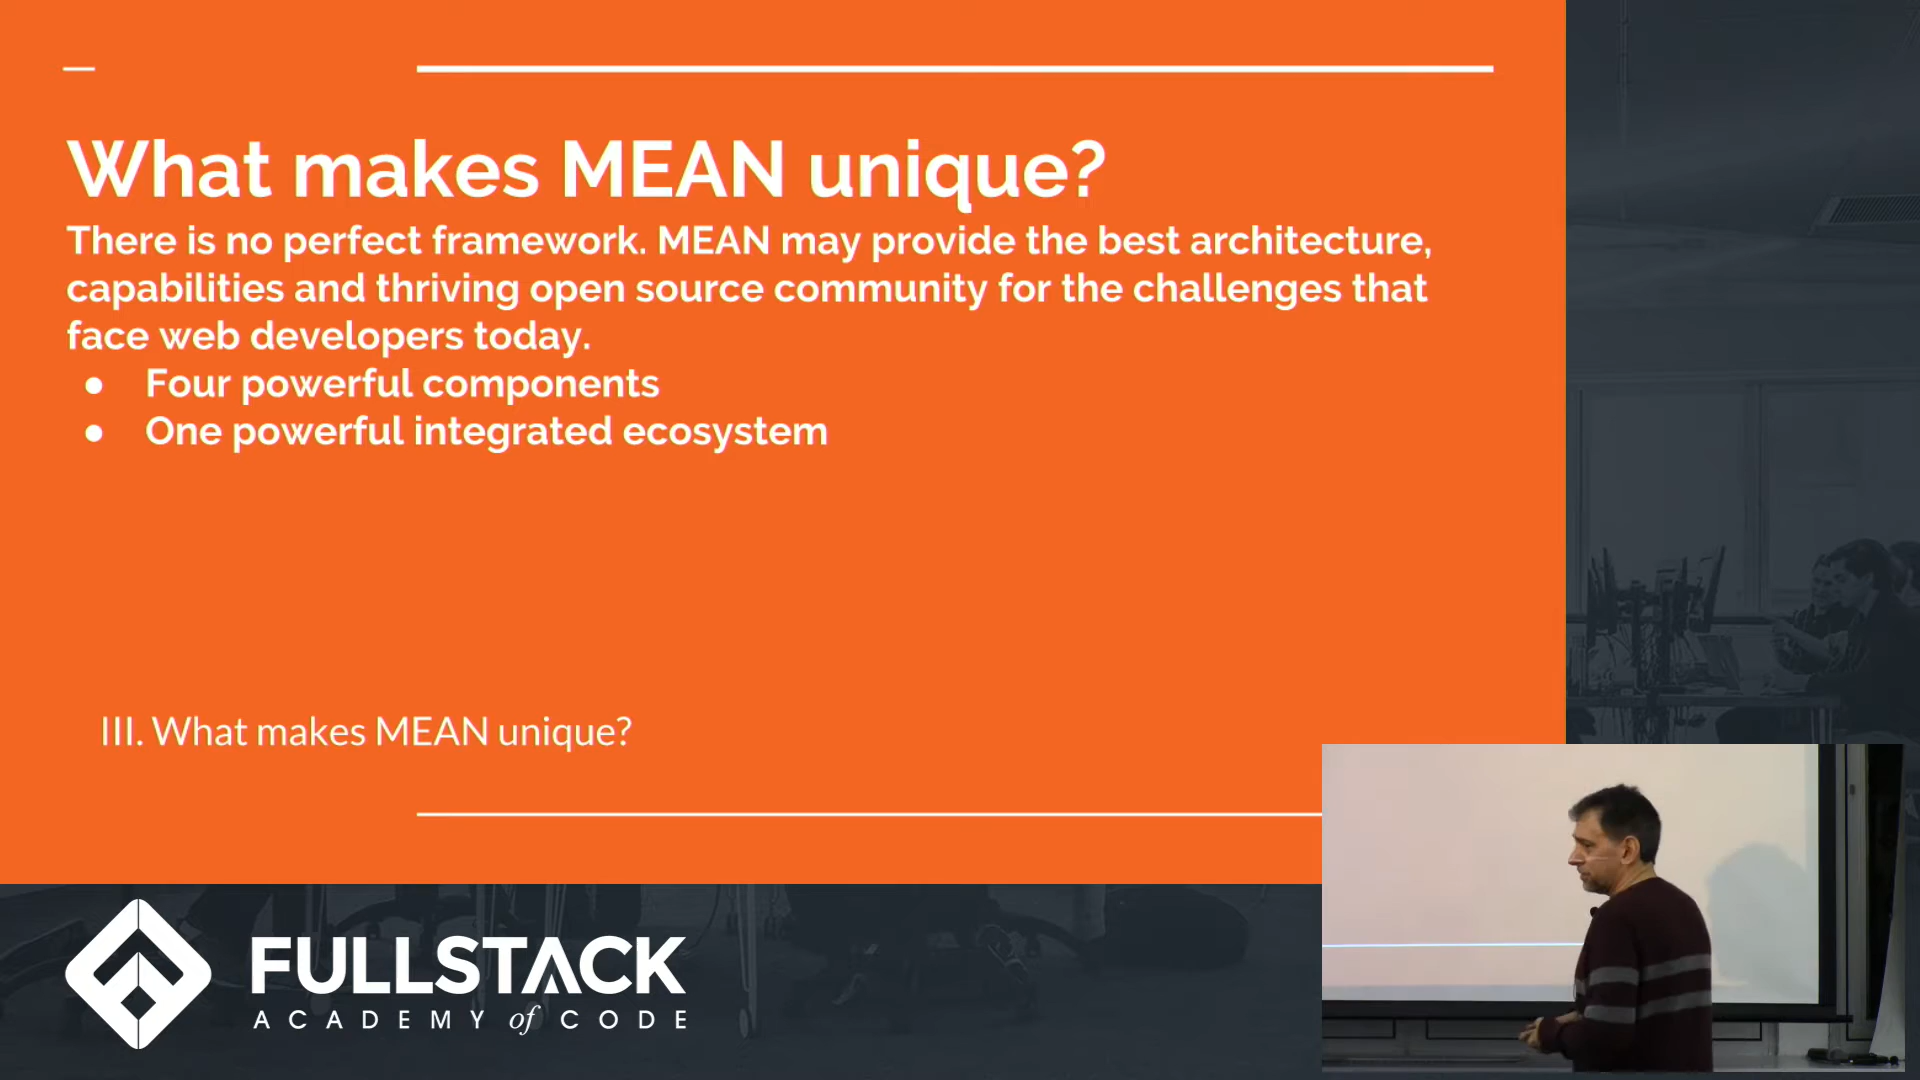 What makes MEAN unique?
There is no perfect framework. MEAN may provide the best architecture,
capabilities and thriving open source community for the challenges that
face web developers today.
● Four powerful components
● One powerful integrated ecosystem
III. What makes MEAN unique?
FULLSTACK
ACADEMY of CODE